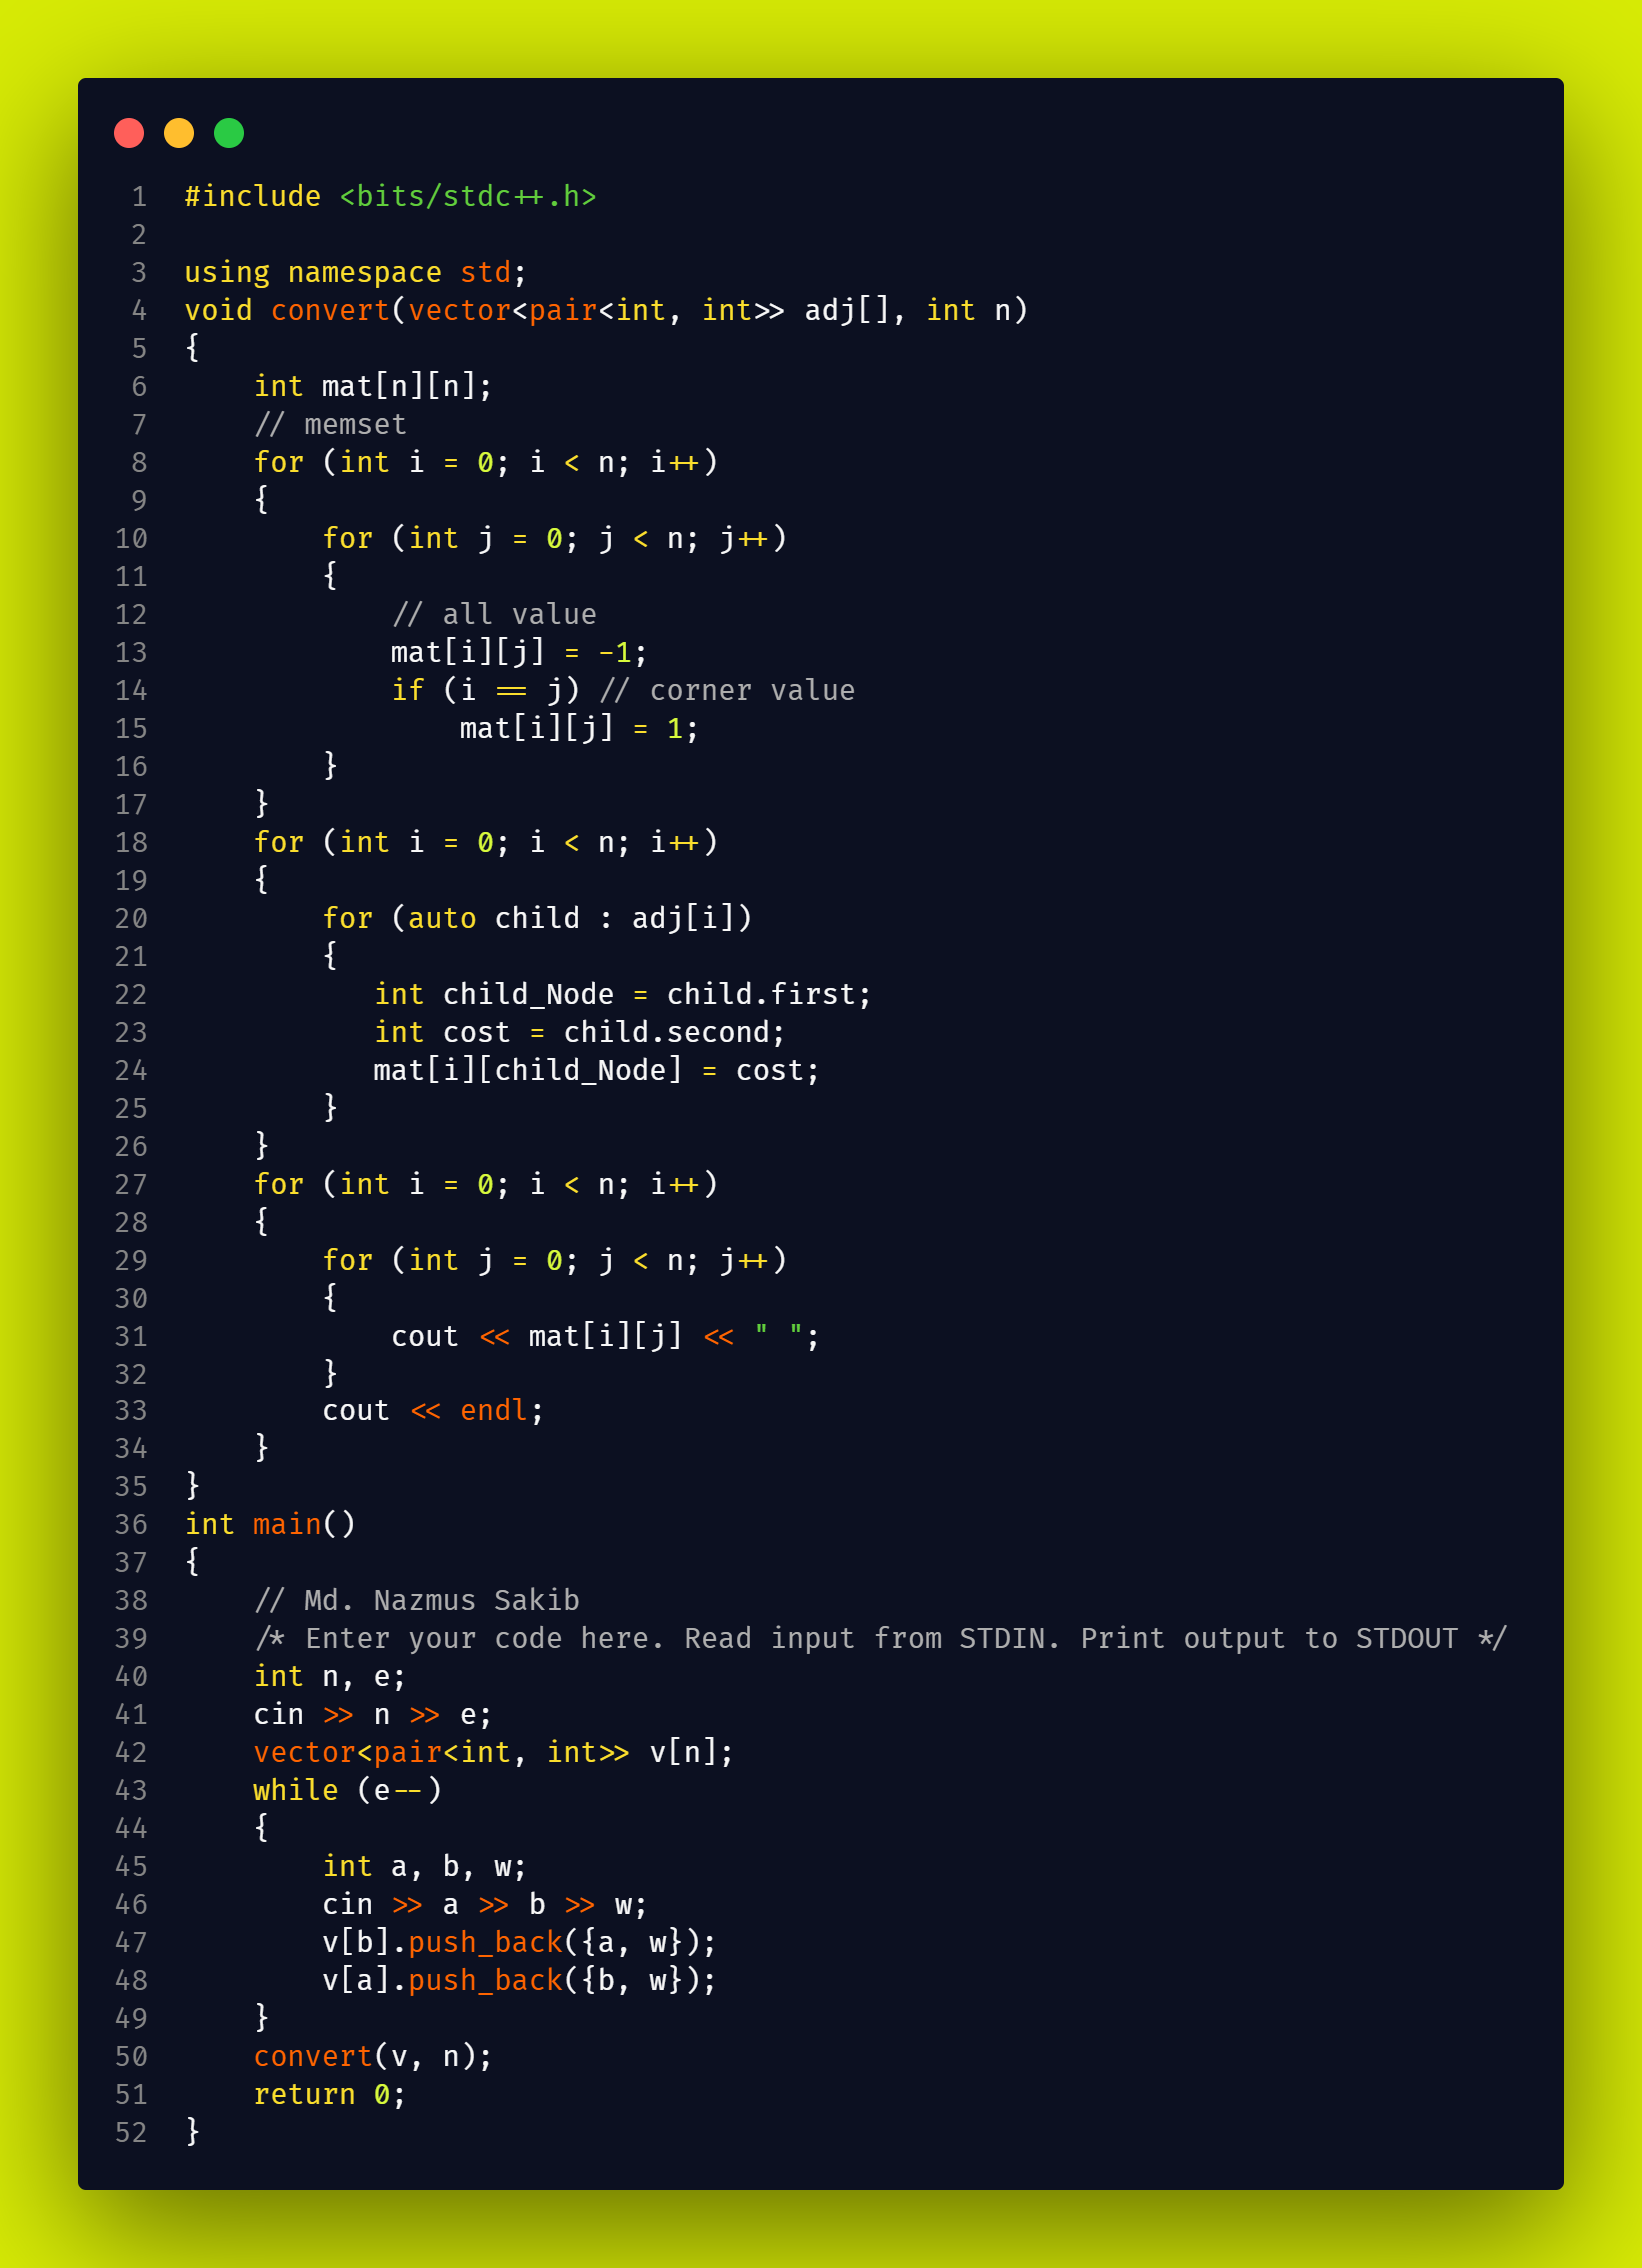 1 #include <bits/stdc++.h>
2
3 using namespace std;
4 void convert(vector<pair<int, int>> adj[], int n)
5 {
6     int mat[n][n];
7     // memset
8     for (int i = 0; i < n; i++)
9     {
10         for (int j = 0; j < n; j++)
11         {
12             // all value
13             mat[i][j] = -1;
14             if (i == j) // corner value
15                 mat[i][j] = 1;
16         }
17     }
18     for (int i = 0; i < n; i++)
19     {
20         for (auto child : adj[i])
21         {
22            int child_Node = child.first;
23            int cost = child.second;
24            mat[i][child_Node] = cost;
25         }
26     }
27     for (int i = 0; i < n; i++)
28     {
29         for (int j = 0; j < n; j++)
30         {
31             cout << mat[i][j] << " ";
32         }
33         cout << endl;
34     }
35 }
36 int main()
37 {
38     // Md. Nazmus Sakib
39     /* Enter your code here. Read input from STDIN. Print output to STDOUT */
40     int n, e;
41     cin >> n >> e;
42     vector<pair<int, int>> v[n];
43     while (e--)
44     {
45         int a, b, w;
46         cin >> a >> b >> w;
47         v[b].push_back({a, w});
48         v[a].push_back({b, w});
49     }
50     convert(v, n);
51     return 0;
52 }